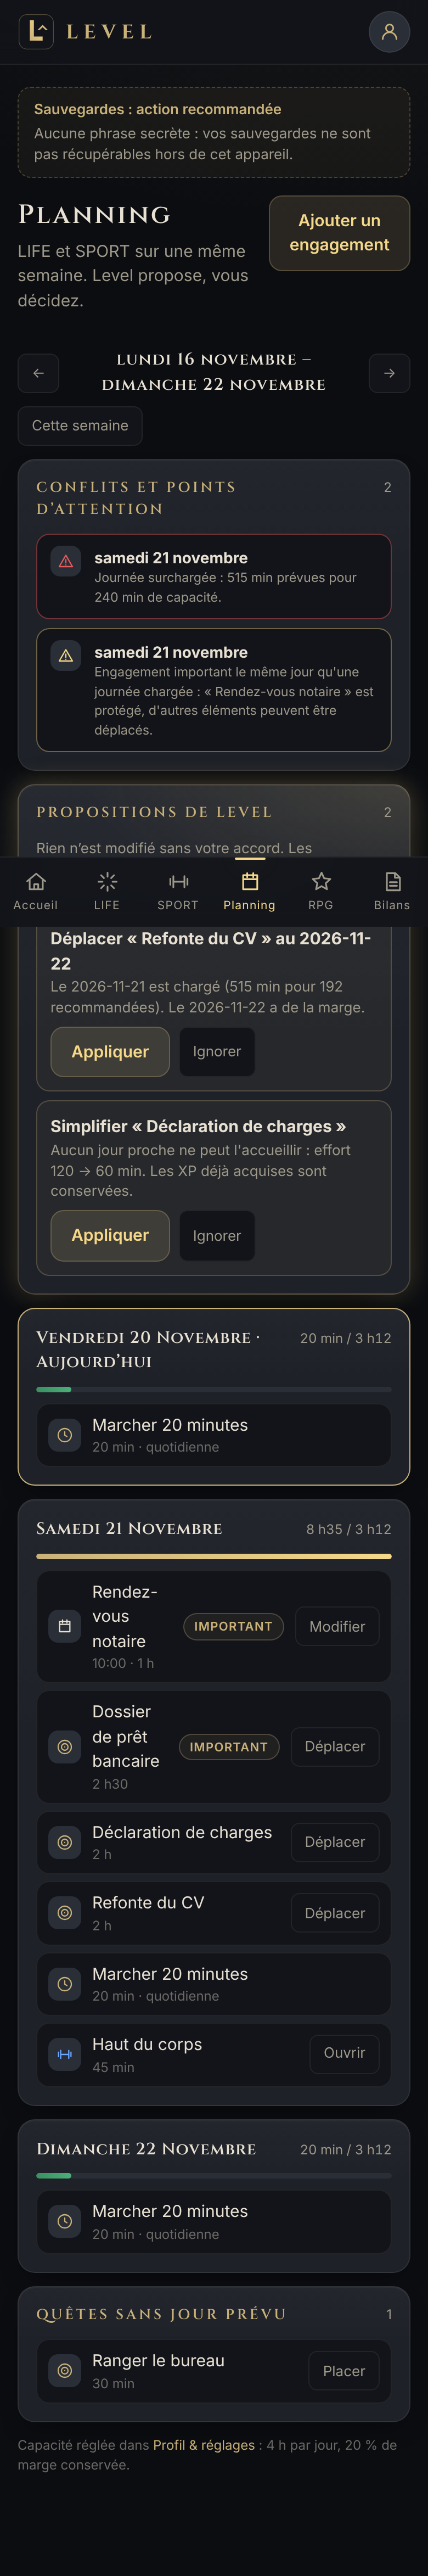 LEVEL
Sauvegardes : action recommandée
Aucune phrase secrète : vos sauvegardes ne sont
pas récupérables hors de cet appareil.
PLANNING
Ajouter un
engagement
LIFE et SPORT sur une même
semaine. Level propose, vous
décidez.
←
LUNDI 16 NOVEMBRE –
DIMANCHE 22 NOVEMBRE
→
Cette semaine
CONFLITS ET POINTS
D'ATTENTION
2
samedi 21 novembre
Journée surchargée : 515 min prévues pour
240 min de capacité.
samedi 21 novembre
Engagement important le même jour qu'une
journée chargée : « Rendez-vous notaire » est
protégé, d'autres éléments peuvent être
déplacés.
PROPOSITIONS DE LEVEL
2
Rien n’est modifié sans votre accord. Les
Accueil
LIFE
SPORT
Planning
RPG
Bilans
Déplacer « Refonte du CV » au 2026-11-
22
Le 2026-11-21 est chargé (515 min pour 192
recommandées). Le 2026-11-22 a de la marge.
Appliquer
Ignorer
Simplifier « Déclaration de charges »
Aucun jour proche ne peut l'accueillir : effort
120 → 60 min. Les XP déjà acquises sont
conservées.
Appliquer
Ignorer
VENDREDI 20 NOVEMBRE ·
AUJOURD’HUI
20 min / 3 h12
Marcher 20 minutes
20 min · quotidienne
SAMEDI 21 NOVEMBRE
8 h35 / 3 h12
Rendez-
vous
notaire
10:00 · 1 h
IMPORTANT
Modifier
Dossier
de prêt
bancaire
2 h30
IMPORTANT
Déplacer
Déclaration de charges
2 h
Déplacer
Refonte du CV
2 h
Déplacer
Marcher 20 minutes
20 min · quotidienne
Haut du corps
45 min
Ouvrir
DIMANCHE 22 NOVEMBRE
20 min / 3 h12
Marcher 20 minutes
20 min · quotidienne
QUÊTES SANS JOUR PRÉVU
1
Ranger le bureau
30 min
Placer
Capacité réglée dans Profil & réglages : 4 h par jour, 20 % de
marge conservée.